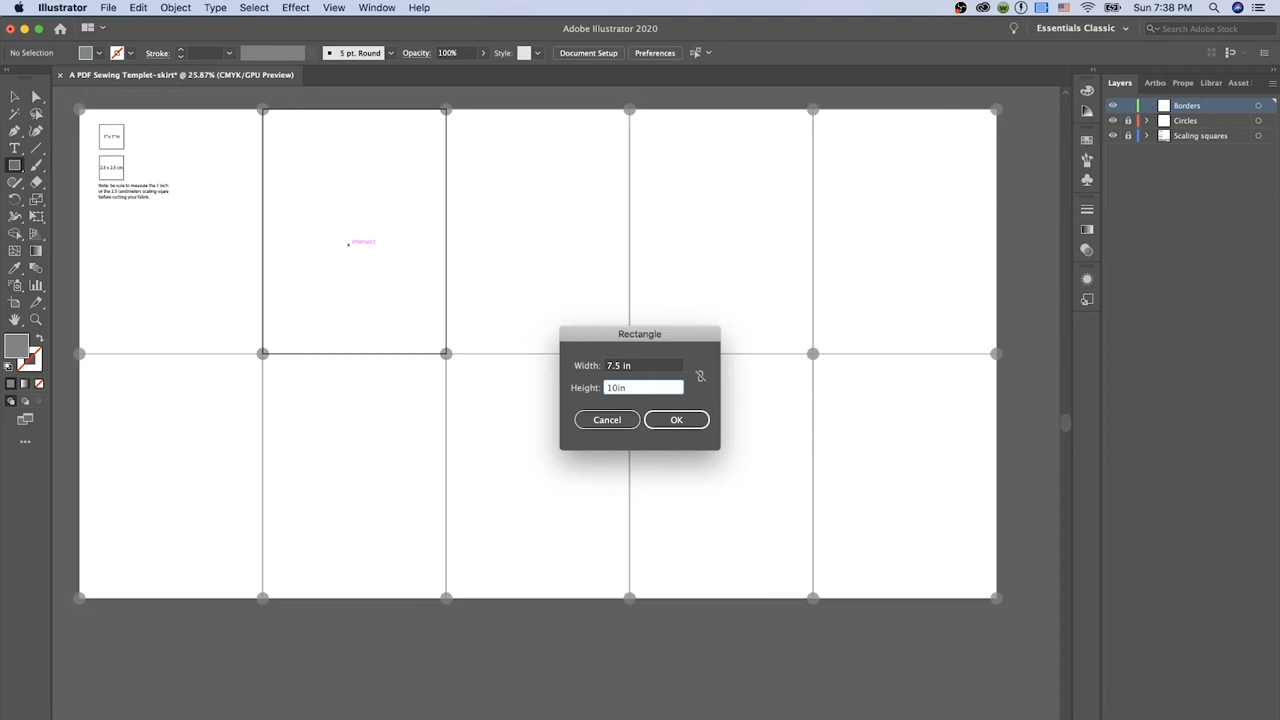 Illustrator File Edit Object Type Select Effect View Window Help
Sun 7:38 PM
Adobe Illustrator 2020
Essentials Classic
Search Adobe Stock
No Selection
Stroke:
5 pt. Round
Opacity: 100%
Style:
Document Setup
Preferences
A PDF Sewing Templet-skirt* @ 25.87% (CMYK/GPU Preview)
Layers Artbo Prope Librar Asset
Borders
Circles
Scaling squares
1" x 1" in
2.5 x 2.5 cm
Note: be sure to measure the 1 inch
or the 2.5 centimeters scaling sqare
before cutting your fabric.
intersect
Rectangle
Width: 7.5 in
Height: 10in
Cancel OK